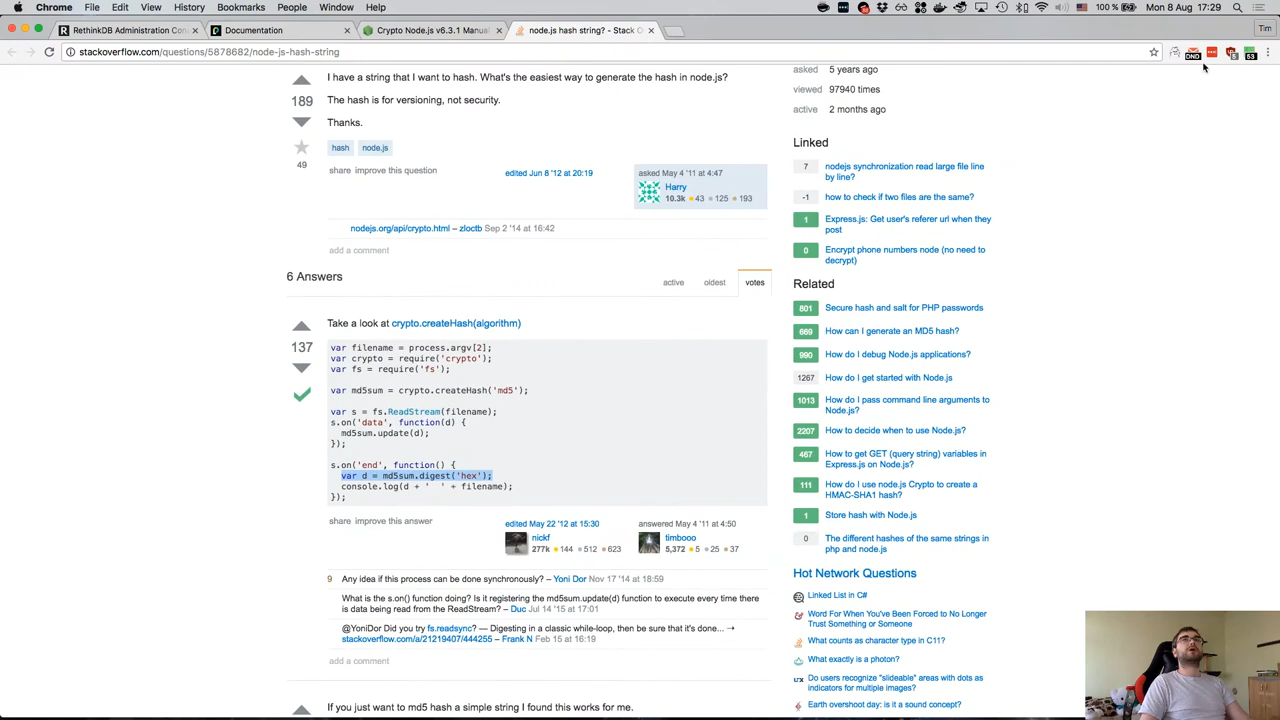 Chrome File Edit View History Bookmarks People Window Help
100 % Mon 8 Aug 17:29
RethinkDB Administration Con
Documentation
Crypto Node.js v6.3.1 Manua
node.js hash string? - Stack O
Tim
stackoverflow.com/questions/5878682/node-js-hash-string
DND
53
I have a string that I want to hash. What's the easiest way to generate the hash in node.js?
189
The hash is for versioning, not security.
Thanks.
49
hash node.js
share improve this question
edited Jun 8 '12 at 20:19
asked May 4 '11 at 4:47
Harry
10.3k 43 125 193
nodejs.org/api/crypto.html – zloctb Sep 2 '14 at 16:42
add a comment
6 Answers
active oldest votes
Take a look at crypto.createHash(algorithm)
137
var filename = process.argv[2];
var crypto = require('crypto');
var fs = require('fs');
var md5sum = crypto.createHash('md5');
var s = fs.ReadStream(filename);
s.on('data', function(d) {
md5sum.update(d);
});
s.on('end', function() {
var d = md5sum.digest('hex');
console.log(d + '  ' + filename);
});
share improve this answer
edited May 22 '12 at 15:30
nickf
277k 144 512 623
answered May 4 '11 at 4:50
timbooo
5,372 5 25 37
9 Any idea if this process can be done synchronously? – Yoni Dor Nov 17 '14 at 18:59
What is the s.on() function doing? Is it registering the md5sum.update(d) function to execute every time there
is data being read from the ReadStream? – Duc Jul 14 '15 at 17:01
@YoniDor Did you try fs.readsync? — Digesting in a classic while-loop, then be sure that it's done... →
stackoverflow.com/a/21219407/444255 – Frank N Feb 15 at 16:19
add a comment
If you just want to md5 hash a simple string I found this works for me.
asked 5 years ago
viewed 97940 times
active 2 months ago
Linked
7 nodejs synchronization read large file line
by line?
-1 how to check if two files are the same?
1 Express.js: Get user's referer url when they
post
0 Encrypt phone numbers node (no need to
decrypt)
Related
801 Secure hash and salt for PHP passwords
669 How can I generate an MD5 hash?
990 How do I debug Node.js applications?
1267 How do I get started with Node.js
1013 How do I pass command line arguments to
Node.js?
2207 How to decide when to use Node.js?
467 How to get GET (query string) variables in
Express.js on Node.js?
111 How do I use node.js Crypto to create a
HMAC-SHA1 hash?
1 Store hash with Node.js
0 The different hashes of the same strings in
php and node.js
Hot Network Questions
Linked List in C#
Word For When You've Been Forced to No Longer
Trust Something or Someone
What counts as character type in C11?
What exactly is a photon?
Do users recognize "slideable" areas with dots as
indicators for multiple images?
Earth overshoot day: is it a sound concept?